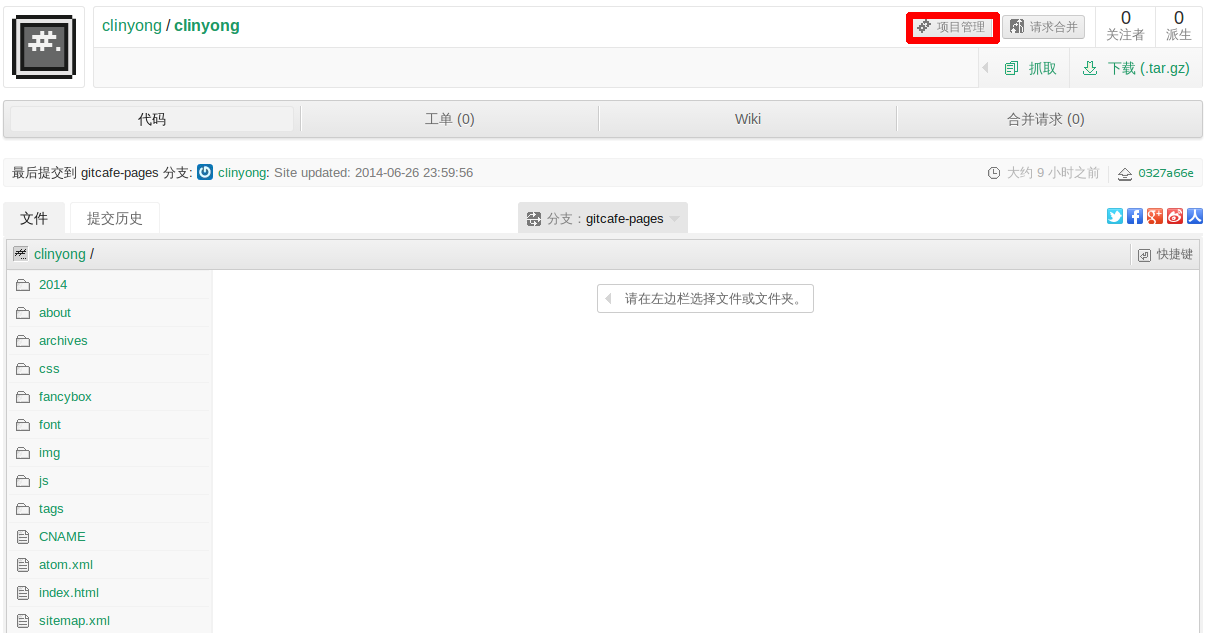 clinyong / clinyong
项目管理
请求合并
0
关注者
0
派生
抓取
下载 (.tar.gz)
代码
工单 (0)
Wiki
合并请求 (0)
最后提交到 gitcafe-pages 分支: clinyong: Site updated: 2014-06-26 23:59:56
大约 9 小时之前
0327a66e
文件
提交历史
分支：gitcafe-pages
clinyong /
快捷键
2014
about
archives
css
fancybox
font
img
js
tags
CNAME
atom.xml
index.html
sitemap.xml
请在左边栏选择文件或文件夹。